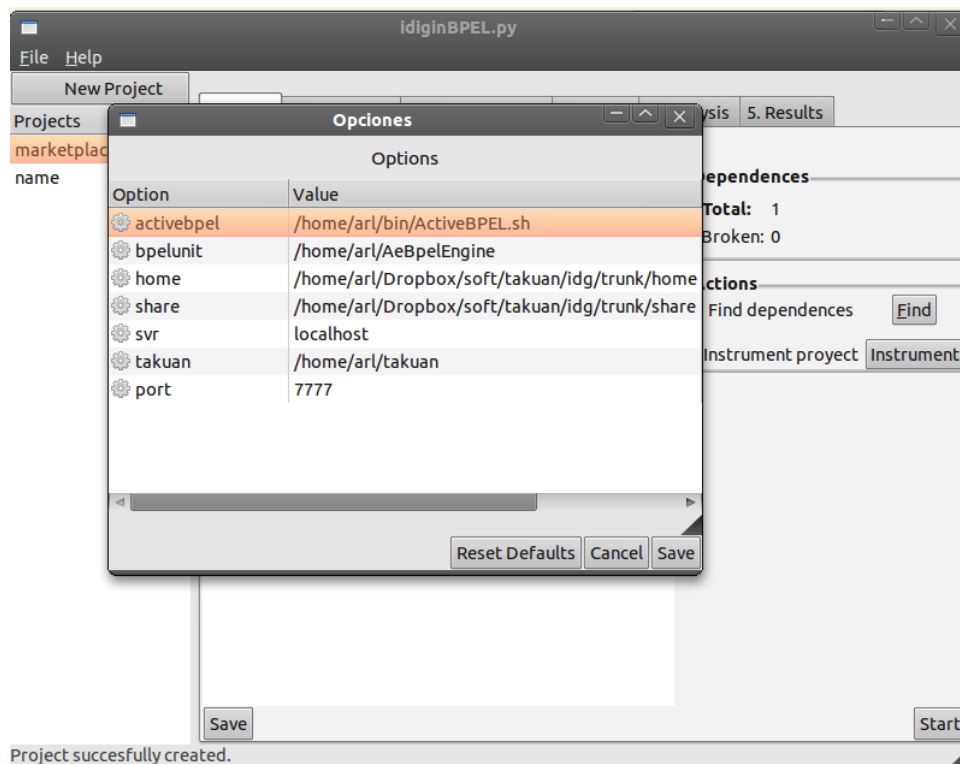 idiginBPEL.py
File Help
New Project
Projects
marketplac
name
ysis 5. Results
Dependences
Total: 1
Broken: 0
Actions
Find dependences Find
Instrument proyect Instrument
Opciones
Options
Option Value
activebpel /home/arl/bin/ActiveBPEL.sh
bpelunit /home/arl/AeBpelEngine
home /home/arl/Dropbox/soft/takuan/idg/trunk/home
share /home/arl/Dropbox/soft/takuan/idg/trunk/share
svr localhost
takuan /home/arl/takuan
port 7777
Reset Defaults Cancel Save
Save Start
Project succesfully created.